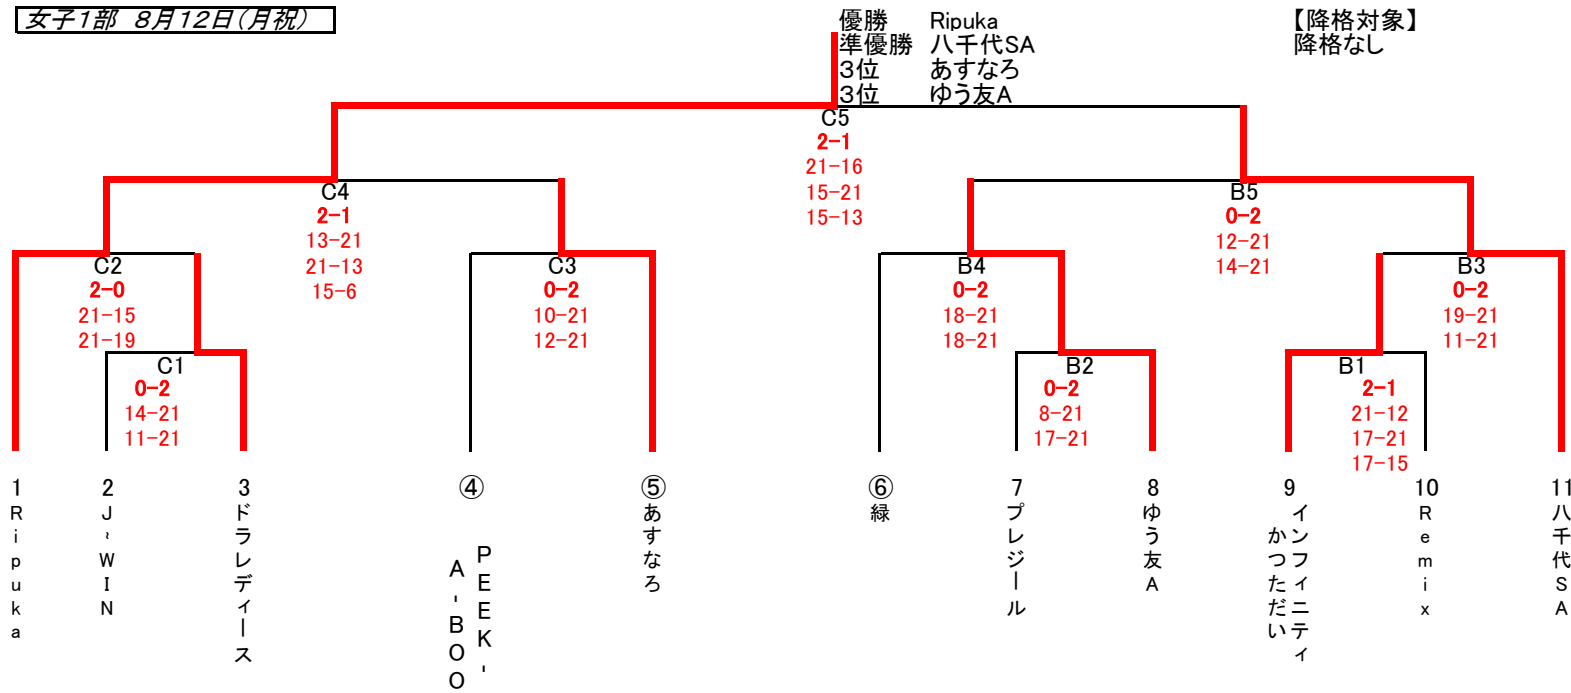 女子1部 8月12日(月祝)
優勝 Ripuka
準優勝 八千代SA
3位 あすなろ
3位 ゆう友A
【降格対象】
降格なし
C5
2-1
21-16
15-21
15-13
C4
2-1
13-21
21-13
15-6
B5
0-2
12-21
14-21
C2
2-0
21-15
21-19
C3
0-2
10-21
12-21
B4
0-2
18-21
18-21
B3
0-2
19-21
11-21
C1
0-2
14-21
11-21
B2
0-2
8-21
17-21
B1
2-1
21-12
17-21
17-15
1
Ripuka
2
J~WIN
3
ドラレディース
④
PEEK-
A-BOO
⑤
あすなろ
⑥
緑
7
プレジール
8
ゆう友A
9
インフィニティ
かつただい
10
Remix
11
八千代SA